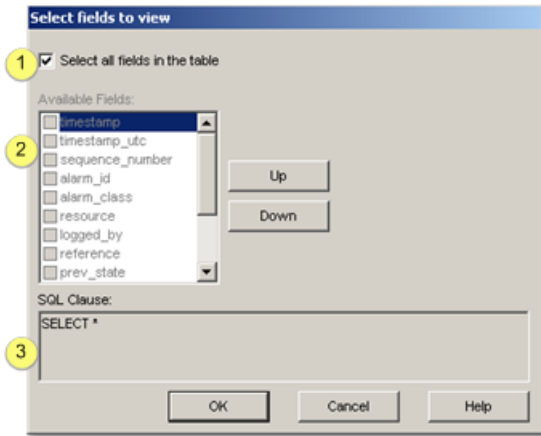 Select fields to view
1
Select all fields in the table
Available Fields:
2
timestamp
timestamp_utc
sequence_number
alarm_id
alarm_class
resource
logged_by
reference
prev_state
Up
Down
SQL Clause:
3
SELECT *
OK
Cancel
Help